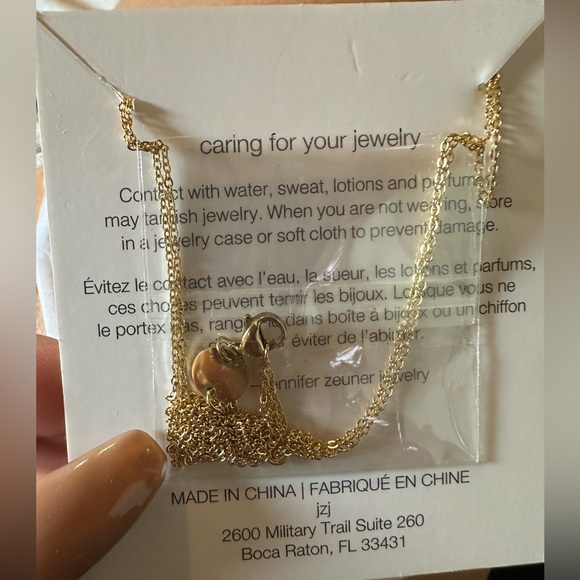 caring for your jewelry
Contact with water, sweat, lotions and perfumes
may tarnish jewelry. When you are not wearing, store
in a jewelry case or soft cloth to prevent damage.
Évitez le contact avec l'eau, la sueur, les lotions et parfums,
ces choses peuvent ternir les bijoux. Lorsque vous ne
le portez pas, rangez dans boîte à bijoux ou un chiffon
éviter de l'abîmer.
—jennifer zeuner jewelry
MADE IN CHINA | FABRIQUÉ EN CHINE
jzj
2600 Military Trail Suite 260
Boca Raton, FL 33431